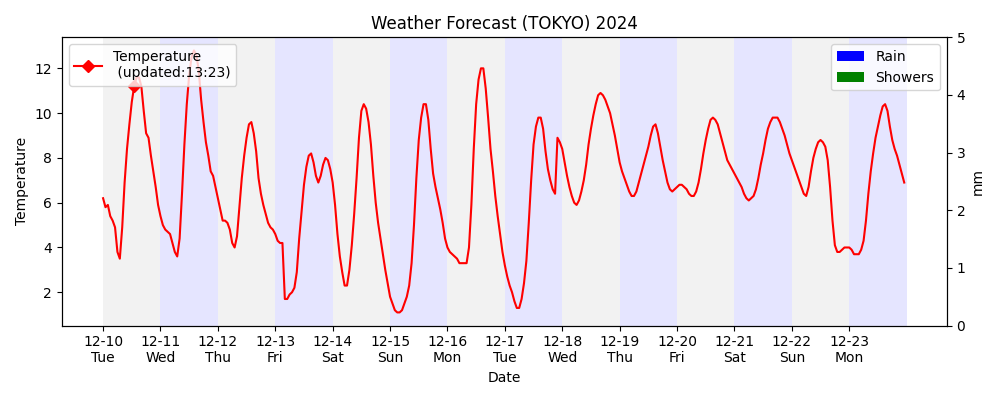 Weather Forecast (TOKYO) 2024
Temperature
(updated:13:23)
Rain
Showers
Temperature
12
10
8
6
4
2
5
4
3
2
1
0
mm
12-10 12-11 12-12 12-13 12-14 12-15 12-16 12-17 12-18 12-19 12-20 12-21 12-22 12-23
Tue Wed Thu Fri Sat Sun Mon Tue Wed Thu Fri Sat Sun Mon
Date